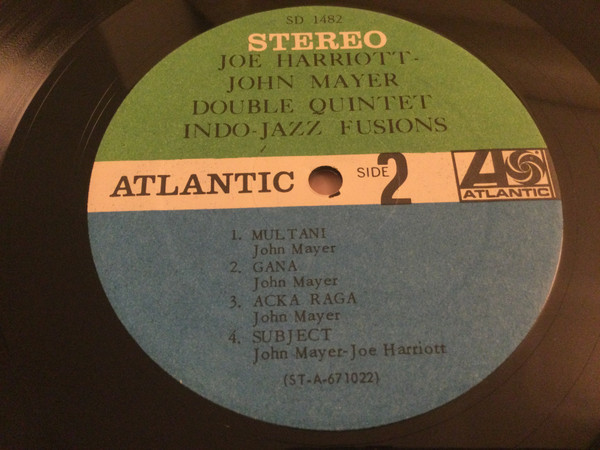 SD 1482
STEREO
JOE HARRIOTT-
JOHN MAYER
DOUBLE QUINTET
INDO-JAZZ FUSIONS
ATLANTIC
SIDE 2
ATLANTIC
1. MULTANI
John Mayer
2. GANA
John Mayer
3. ACKA RAGA
John Mayer
4. SUBJECT
John Mayer-Joe Harriott
(ST-A-671022)